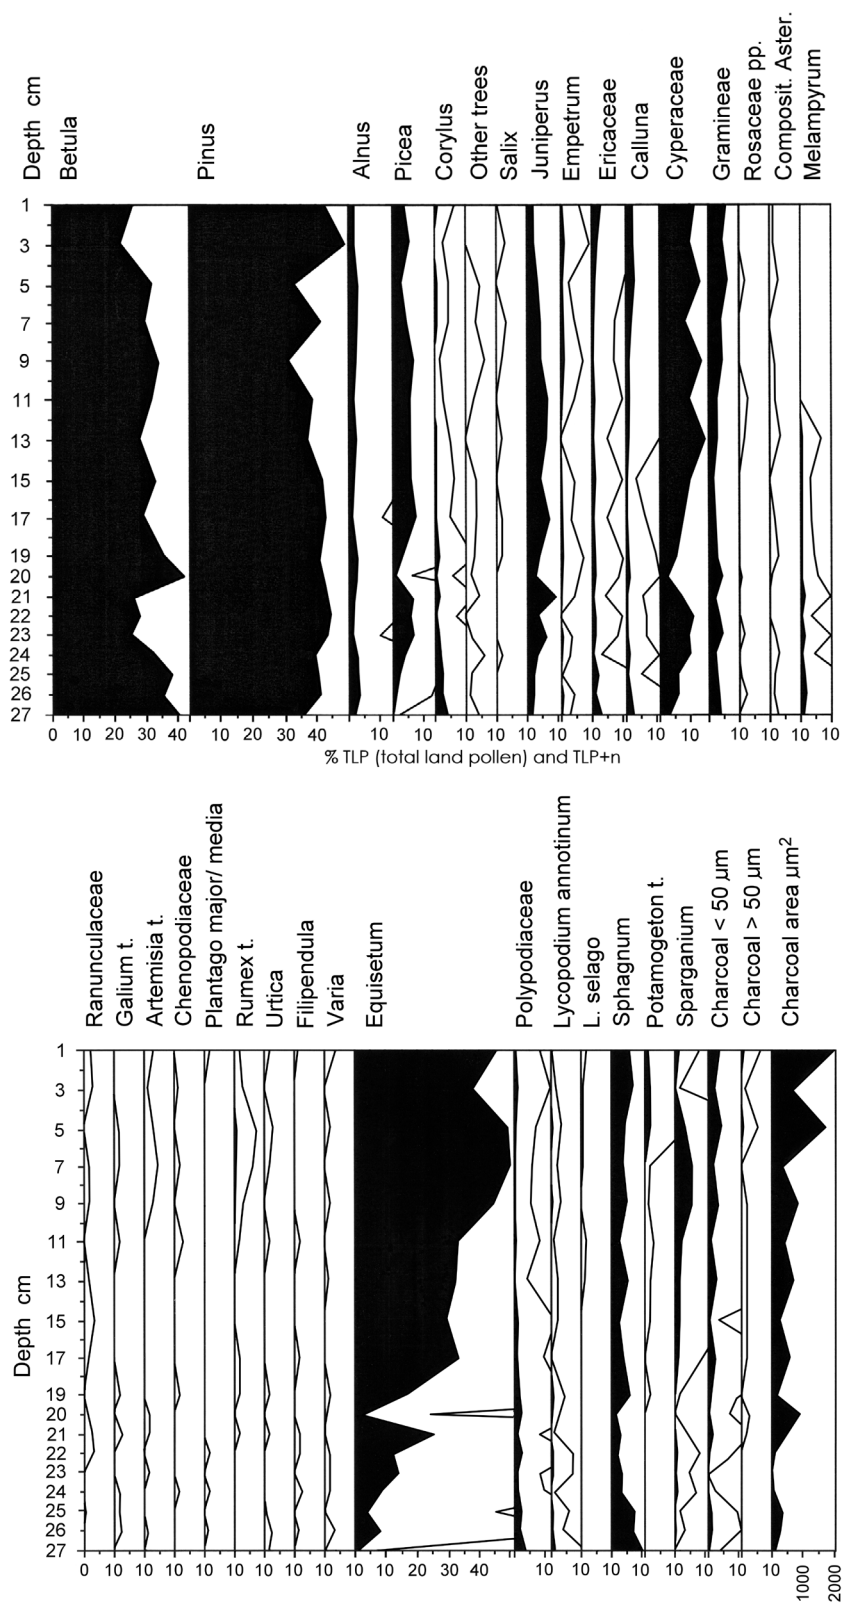 Depth cm
Betula
Pinus
Alnus
Picea
Corylus
Other trees
Salix
Juniperus
Empetrum
Ericaceae
Calluna
Cyperaceae
Gramineae
Rosaceae pp.
Composit. Aster.
Melampyrum
1
3
5
7
9
11
13
15
17
19
20
21
22
23
24
25
26
27
0 10 20 30 40 10 20 30 40 10 10 10 10 10 10 10 10 10 10 10 10 10 10 10
% TLP (total land pollen) and TLP+n
Ranunculaceae
Galium t.
Artemisia t.
Chenopodiaceae
Plantago major/ media
Rumex t.
Urtica
Filipendula
Varia
Equisetum
Polypodiaceae
Lycopodium annotinum
L. selago
Sphagnum
Potamogeton t.
Sparganium
Charcoal < 50 µm
Charcoal > 50 µm
Charcoal area µm²
Depth cm
1
3
5
7
9
11
13
15
17
19
20
21
22
23
24
25
26
27
0 10 10 10 10 10 10 10 10 10 20 30 40 10 10 10 10 10 10 10 1000 2000